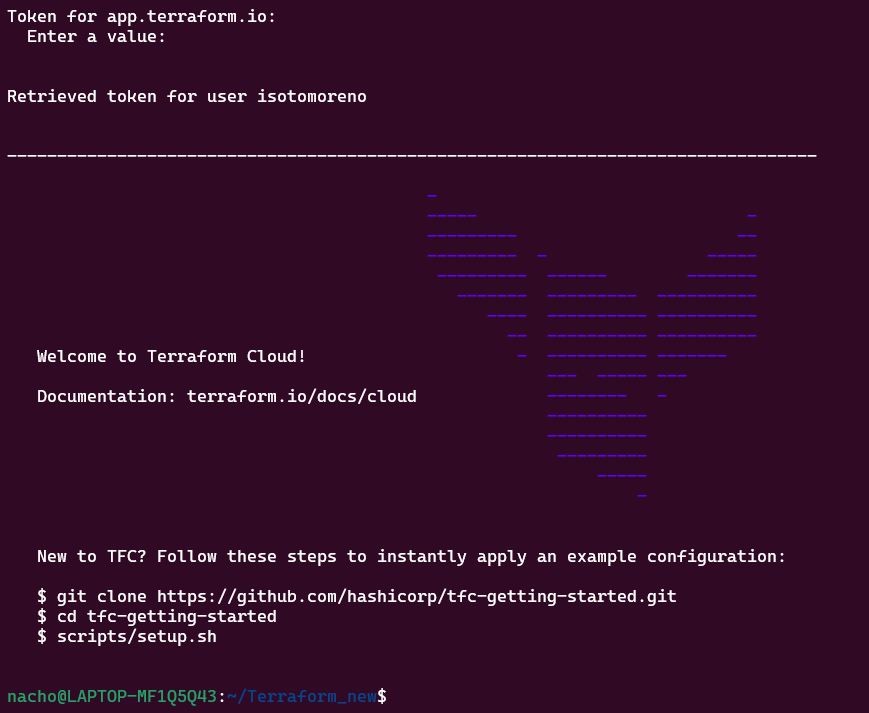 Token for app.terraform.io:
Enter a value:
Retrieved token for user isotomoreno
---------------------------------------------------------------------------------
Welcome to Terraform Cloud!
Documentation: terraform.io/docs/cloud
New to TFC? Follow these steps to instantly apply an example configuration:
$ git clone https://github.com/hashicorp/tfc-getting-started.git
$ cd tfc-getting-started
$ scripts/setup.sh
nacho@LAPTOP-MF1Q5Q43:~/Terraform_new$